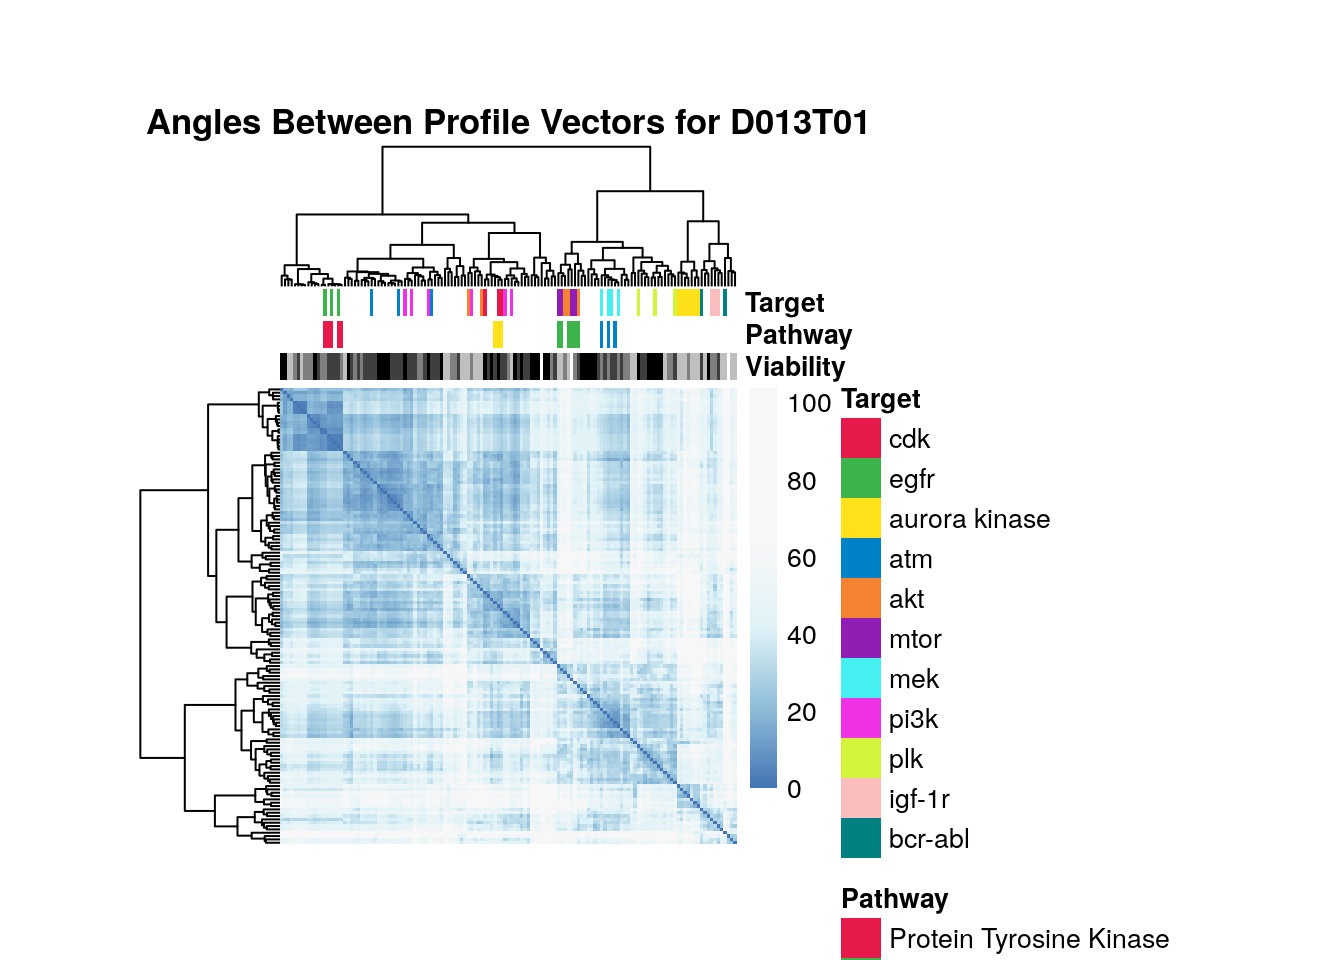 Angles Between Profile Vectors for D013T01
Target
Pathway
Viability
100
80
60
40
20
0
Target
cdk
egfr
aurora kinase
atm
akt
mtor
mek
pi3k
plk
igf-1r
bcr-abl
Pathway
Protein Tyrosine Kinase